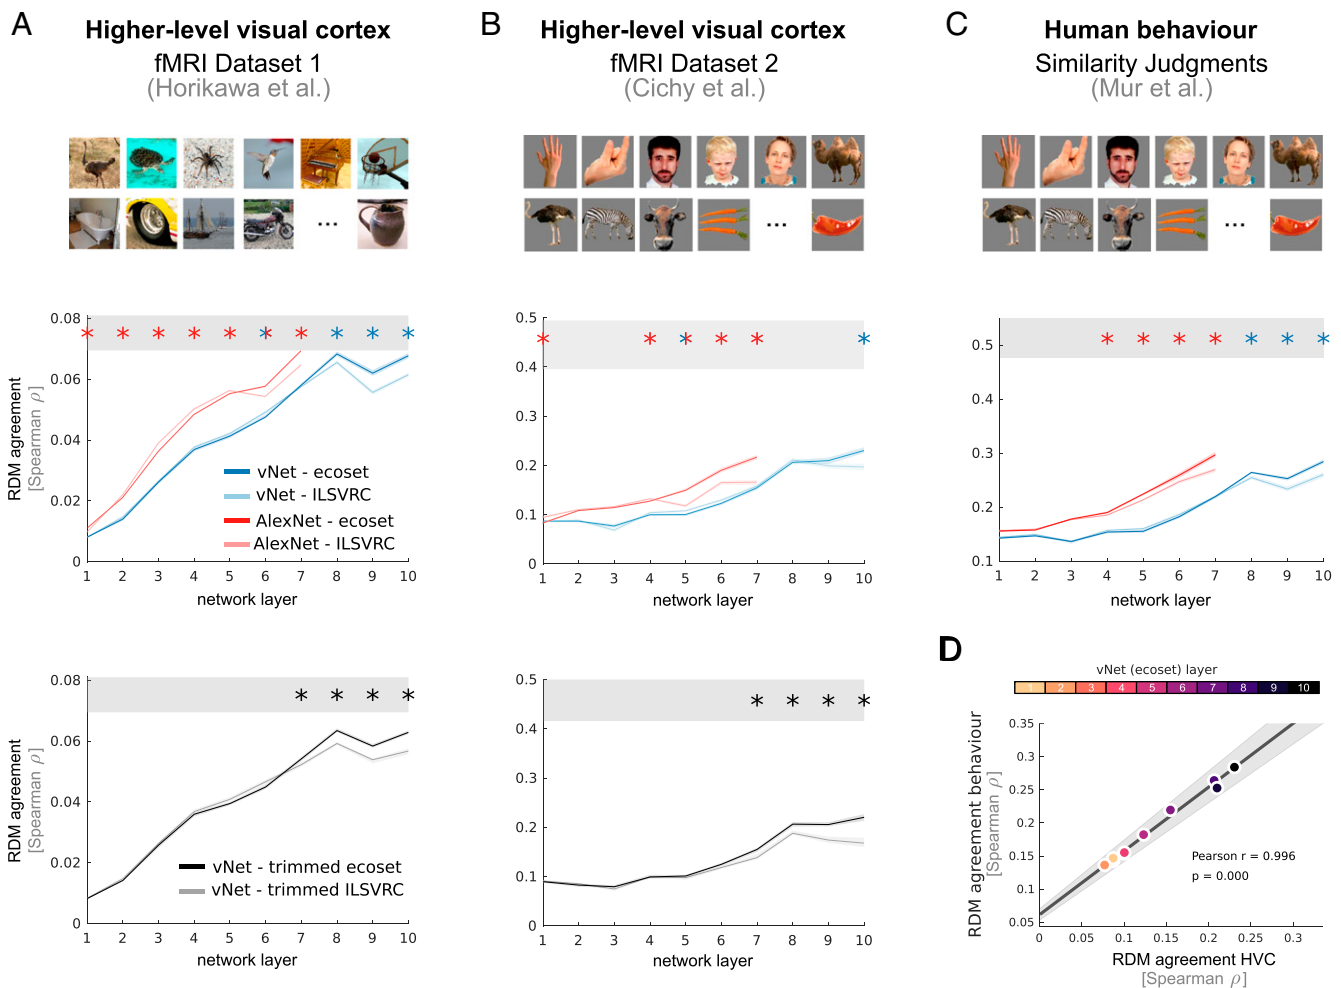 A
Higher-level visual cortex
fMRI Dataset 1
(Horikawa et al.)
...
RDM agreement
[Spearman ρ]
0.08
0.06
0.04
0.02
0
* * * * * * * * * *
vNet - ecoset
vNet - ILSVRC
AlexNet - ecoset
AlexNet - ILSVRC
1 2 3 4 5 6 7 8 9 10
network layer
RDM agreement
[Spearman ρ]
0.08
0.06
0.04
0.02
0
* * * *
vNet - trimmed ecoset
vNet - trimmed ILSVRC
1 2 3 4 5 6 7 8 9 10
network layer
B
Higher-level visual cortex
fMRI Dataset 2
(Cichy et al.)
...
0.5
0.4
0.3
0.2
0.1
0
* * * * * *
1 2 3 4 5 6 7 8 9 10
network layer
0.5
0.4
0.3
0.2
0.1
0
* * * *
1 2 3 4 5 6 7 8 9 10
network layer
C
Human behaviour
Similarity Judgments
(Mur et al.)
...
0.5
0.3
0.2
0.1
* * * * * * *
1 2 3 4 5 6 7 8 9 10
network layer
D
vNet (ecoset) layer
1 2 3 4 5 6 7 8 9 10
RDM agreement behaviour
[Spearman ρ]
0.35
0.3
0.25
0.2
0.15
0.1
0.05
Pearson r = 0.996
p = 0.000
0 0.05 0.1 0.15 0.2 0.25 0.3
RDM agreement HVC
[Spearman ρ]